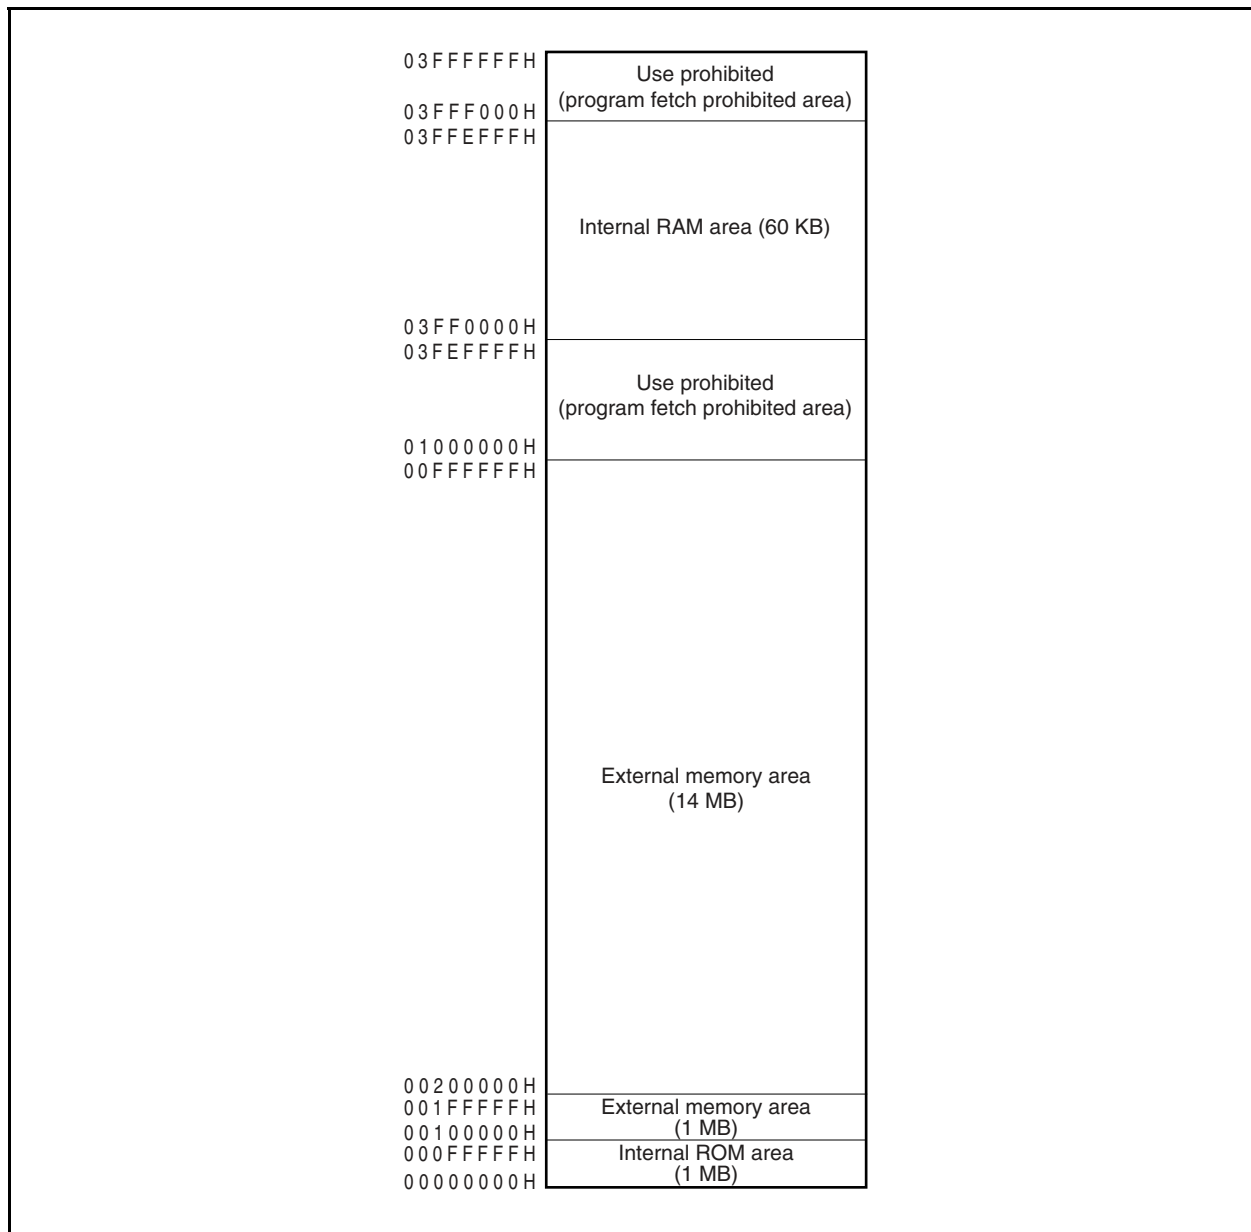 03FFFFFFH
Use prohibited
(program fetch prohibited area)
03FFF000H
03FFEFFFH
Internal RAM area (60 KB)
03FF0000H
03FEFFFFH
Use prohibited
(program fetch prohibited area)
01000000H
00FFFFFFH
External memory area
(14 MB)
00200000H
001FFFFFH
External memory area
(1 MB)
00100000H
000FFFFFH
Internal ROM area
(1 MB)
00000000H